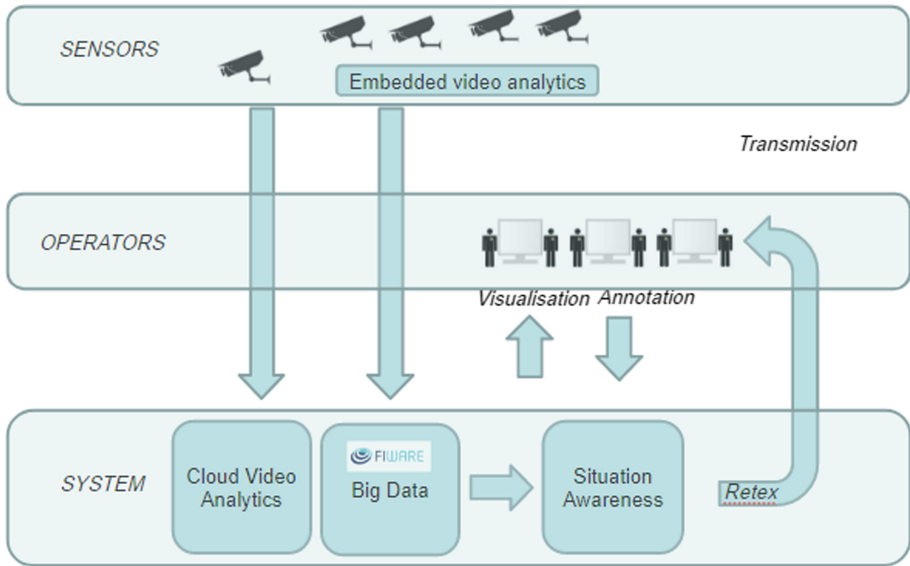 SENSORS
Embedded video analytics
Transmission
OPERATORS
Visualisation Annotation
SYSTEM
Cloud Video
Analytics
FIWARE
Big Data
Situation
Awareness
Retex